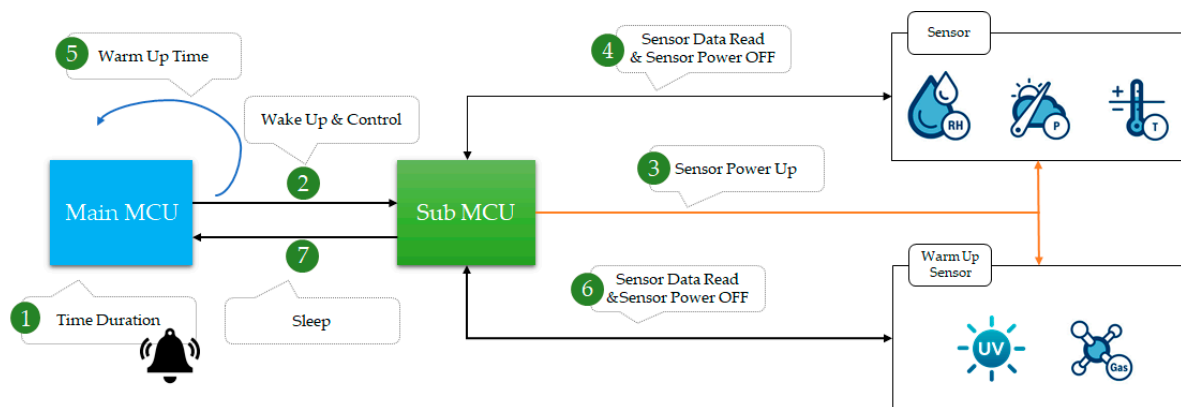 5
Warm Up Time
Wake Up & Control
4
Sensor Data Read
& Sensor Power OFF
Sensor
RH
P
T
Main MCU
2
Sub MCU
3
Sensor Power Up
7
1
Time Duration
Sleep
6
Sensor Data Read
&Sensor Power OFF
Warm Up
Sensor
UV
Gas